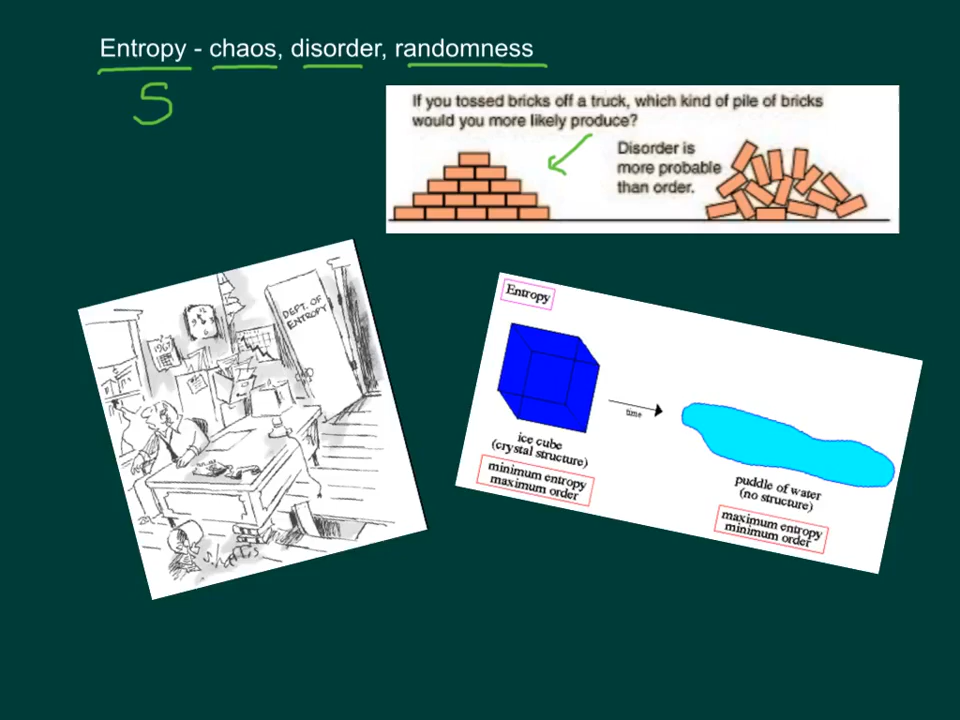 Entropy - chaos, disorder, randomness
S
If you tossed bricks off a truck, which kind of pile of bricks
would you more likely produce?
Disorder is
more probable
than order.
DEPT. OF
ENTROPY
1967
Entropy
time
ice cube
(crystal structure)
minimum entropy
maximum order
puddle of water
(no structure)
maximum entropy
minimum order